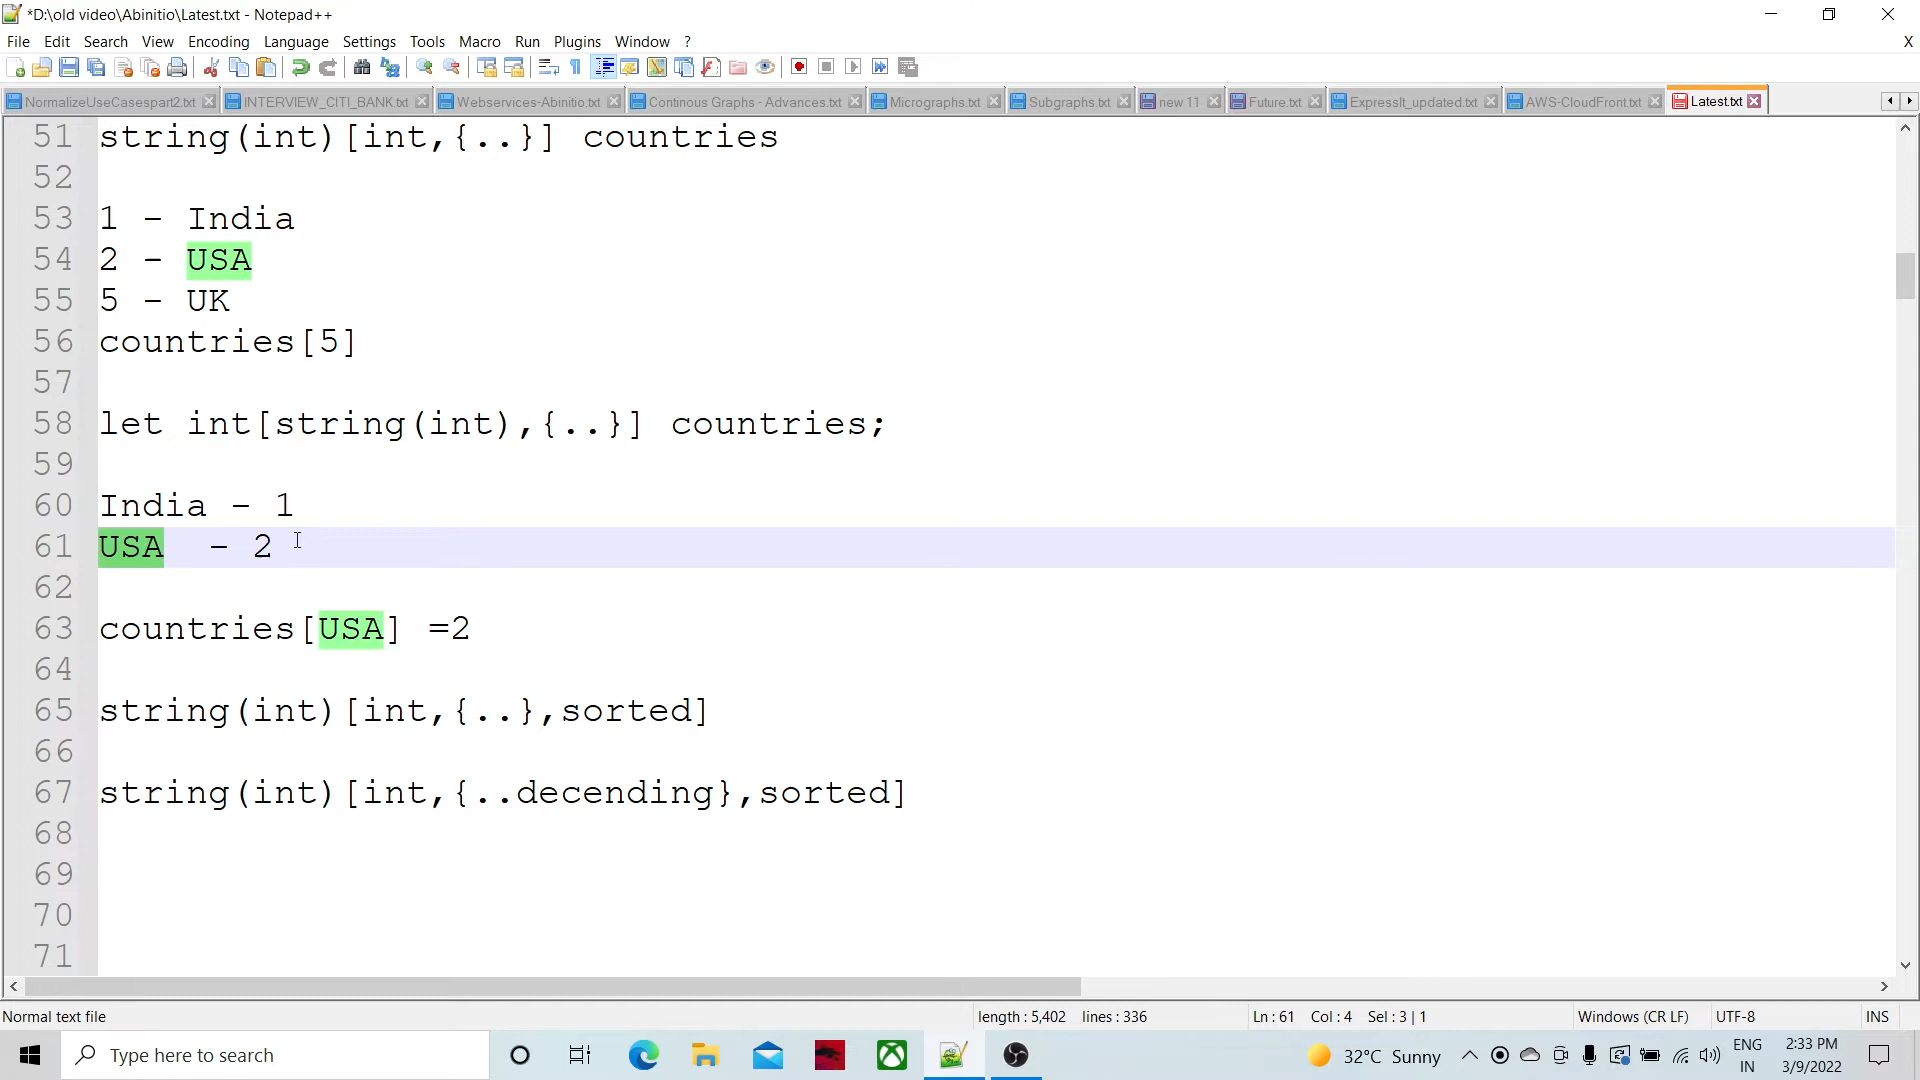 *D:\old video\Abinitio\Latest.txt - Notepad++
File Edit Search View Encoding Language Settings Tools Macro Run Plugins Window ? X
NormalizeUseCasespart2.txt INTERVIEW_CITI_BANK.txt Webservices-Abinitio.txt Continous Graphs - Advances.txt Micrographs.txt Subgraphs.txt new 11 Future.txt ExpressIt_updated.txt AWS-CloudFront.txt Latest.txt
51 string(int)[int,{..}] countries
52
53 1 - India
54 2 - USA
55 5 - UK
56 countries[5]
57
58 let int[string(int),{..}] countries;
59
60 India - 1
61 USA  - 2
62
63 countries[USA] =2
64
65 string(int)[int,{..},sorted]
66
67 string(int)[int,{..decending},sorted]
68
69
70
71
Normal text file length : 5,402 lines : 336 Ln : 61 Col : 4 Sel : 3 | 1 Windows (CR LF) UTF-8 INS
Type here to search 32°C Sunny ENG IN 2:33 PM 3/9/2022